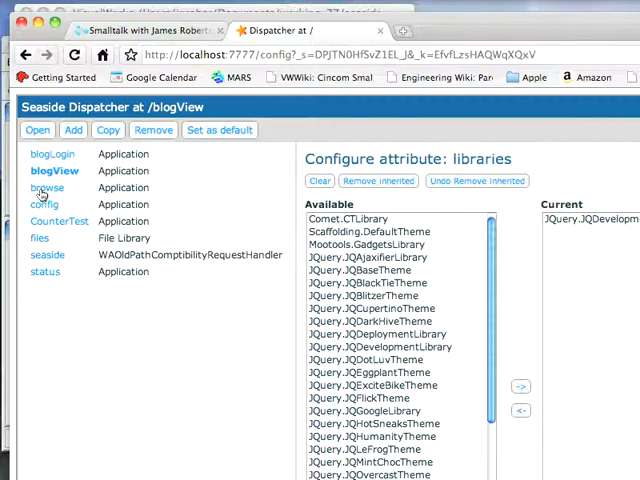 Smalltalk with James Roberts
Dispatcher at /
http://localhost:7777/config?_s=DPJTN0HfSvZ1EL_J&_k=EfvfLzsHAQWqXQxV
Getting Started
Google Calendar
MARS
VWWiki: Cincom Smal
Engineering Wiki: Pan
Apple
Amazon
Seaside Dispatcher at /blogView
Open
Add
Copy
Remove
Set as default
blogLogin Application
blogView Application
browse Application
config Application
CounterTest Application
files File Library
seaside WAOldPathComptibilityRequestHandler
status Application
Configure attribute: libraries
Clear
Remove inherited
Undo Remove inherited
Available
Comet.CTLibrary
Scaffolding.DefaultTheme
Mootools.GadgetsLibrary
JQuery.JQAjaxifierLibrary
JQuery.JQBaseTheme
JQuery.JQBlackTieTheme
JQuery.JQBlitzerTheme
JQuery.JQCupertinoTheme
JQuery.JQDarkHiveTheme
JQuery.JQDeploymentLibrary
JQuery.JQDevelopmentLibrary
JQuery.JQDotLuvTheme
JQuery.JQEggplantTheme
JQuery.JQExciteBikeTheme
JQuery.JQFlickTheme
JQuery.JQGoogleLibrary
JQuery.JQHotSneaksTheme
JQuery.JQHumanityTheme
JQuery.JQLeFrogTheme
JQuery.JQMintChocTheme
JQuery.JQOvercastTheme
->
<-
Current
JQuery.JQDevelopm